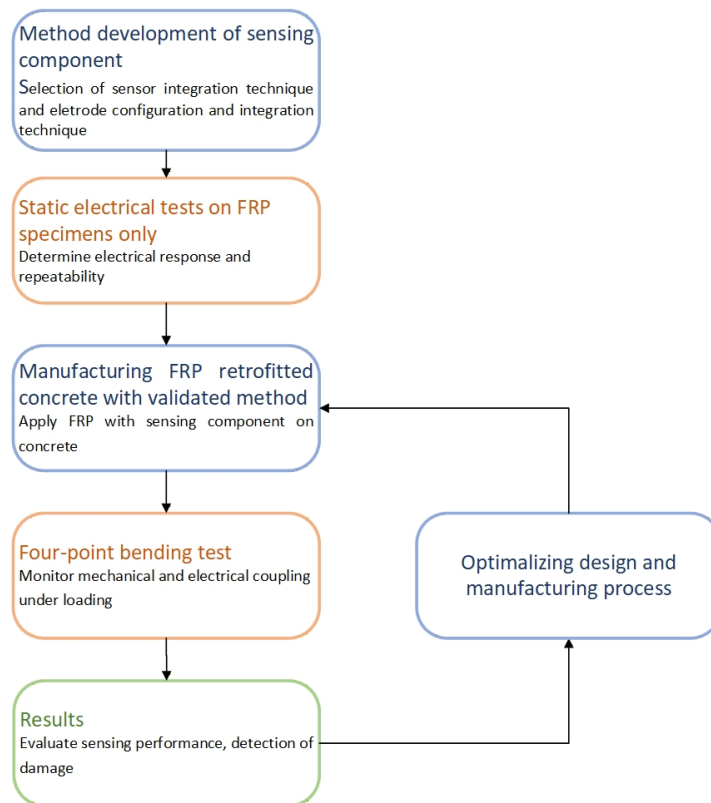 Method development of sensing
component
Selection of sensor integration technique
and eletrode configuration and integration
technique
Static electrical tests on FRP
specimens only
Determine electrical response and
repeatability
Manufacturing FRP retrofitted
concrete with validated method
Apply FRP with sensing component on
concrete
Four-point bending test
Monitor mechanical and electrical coupling
under loading
Optimalizing design and
manufacturing process
Results
Evaluate sensing performance, detection of
damage